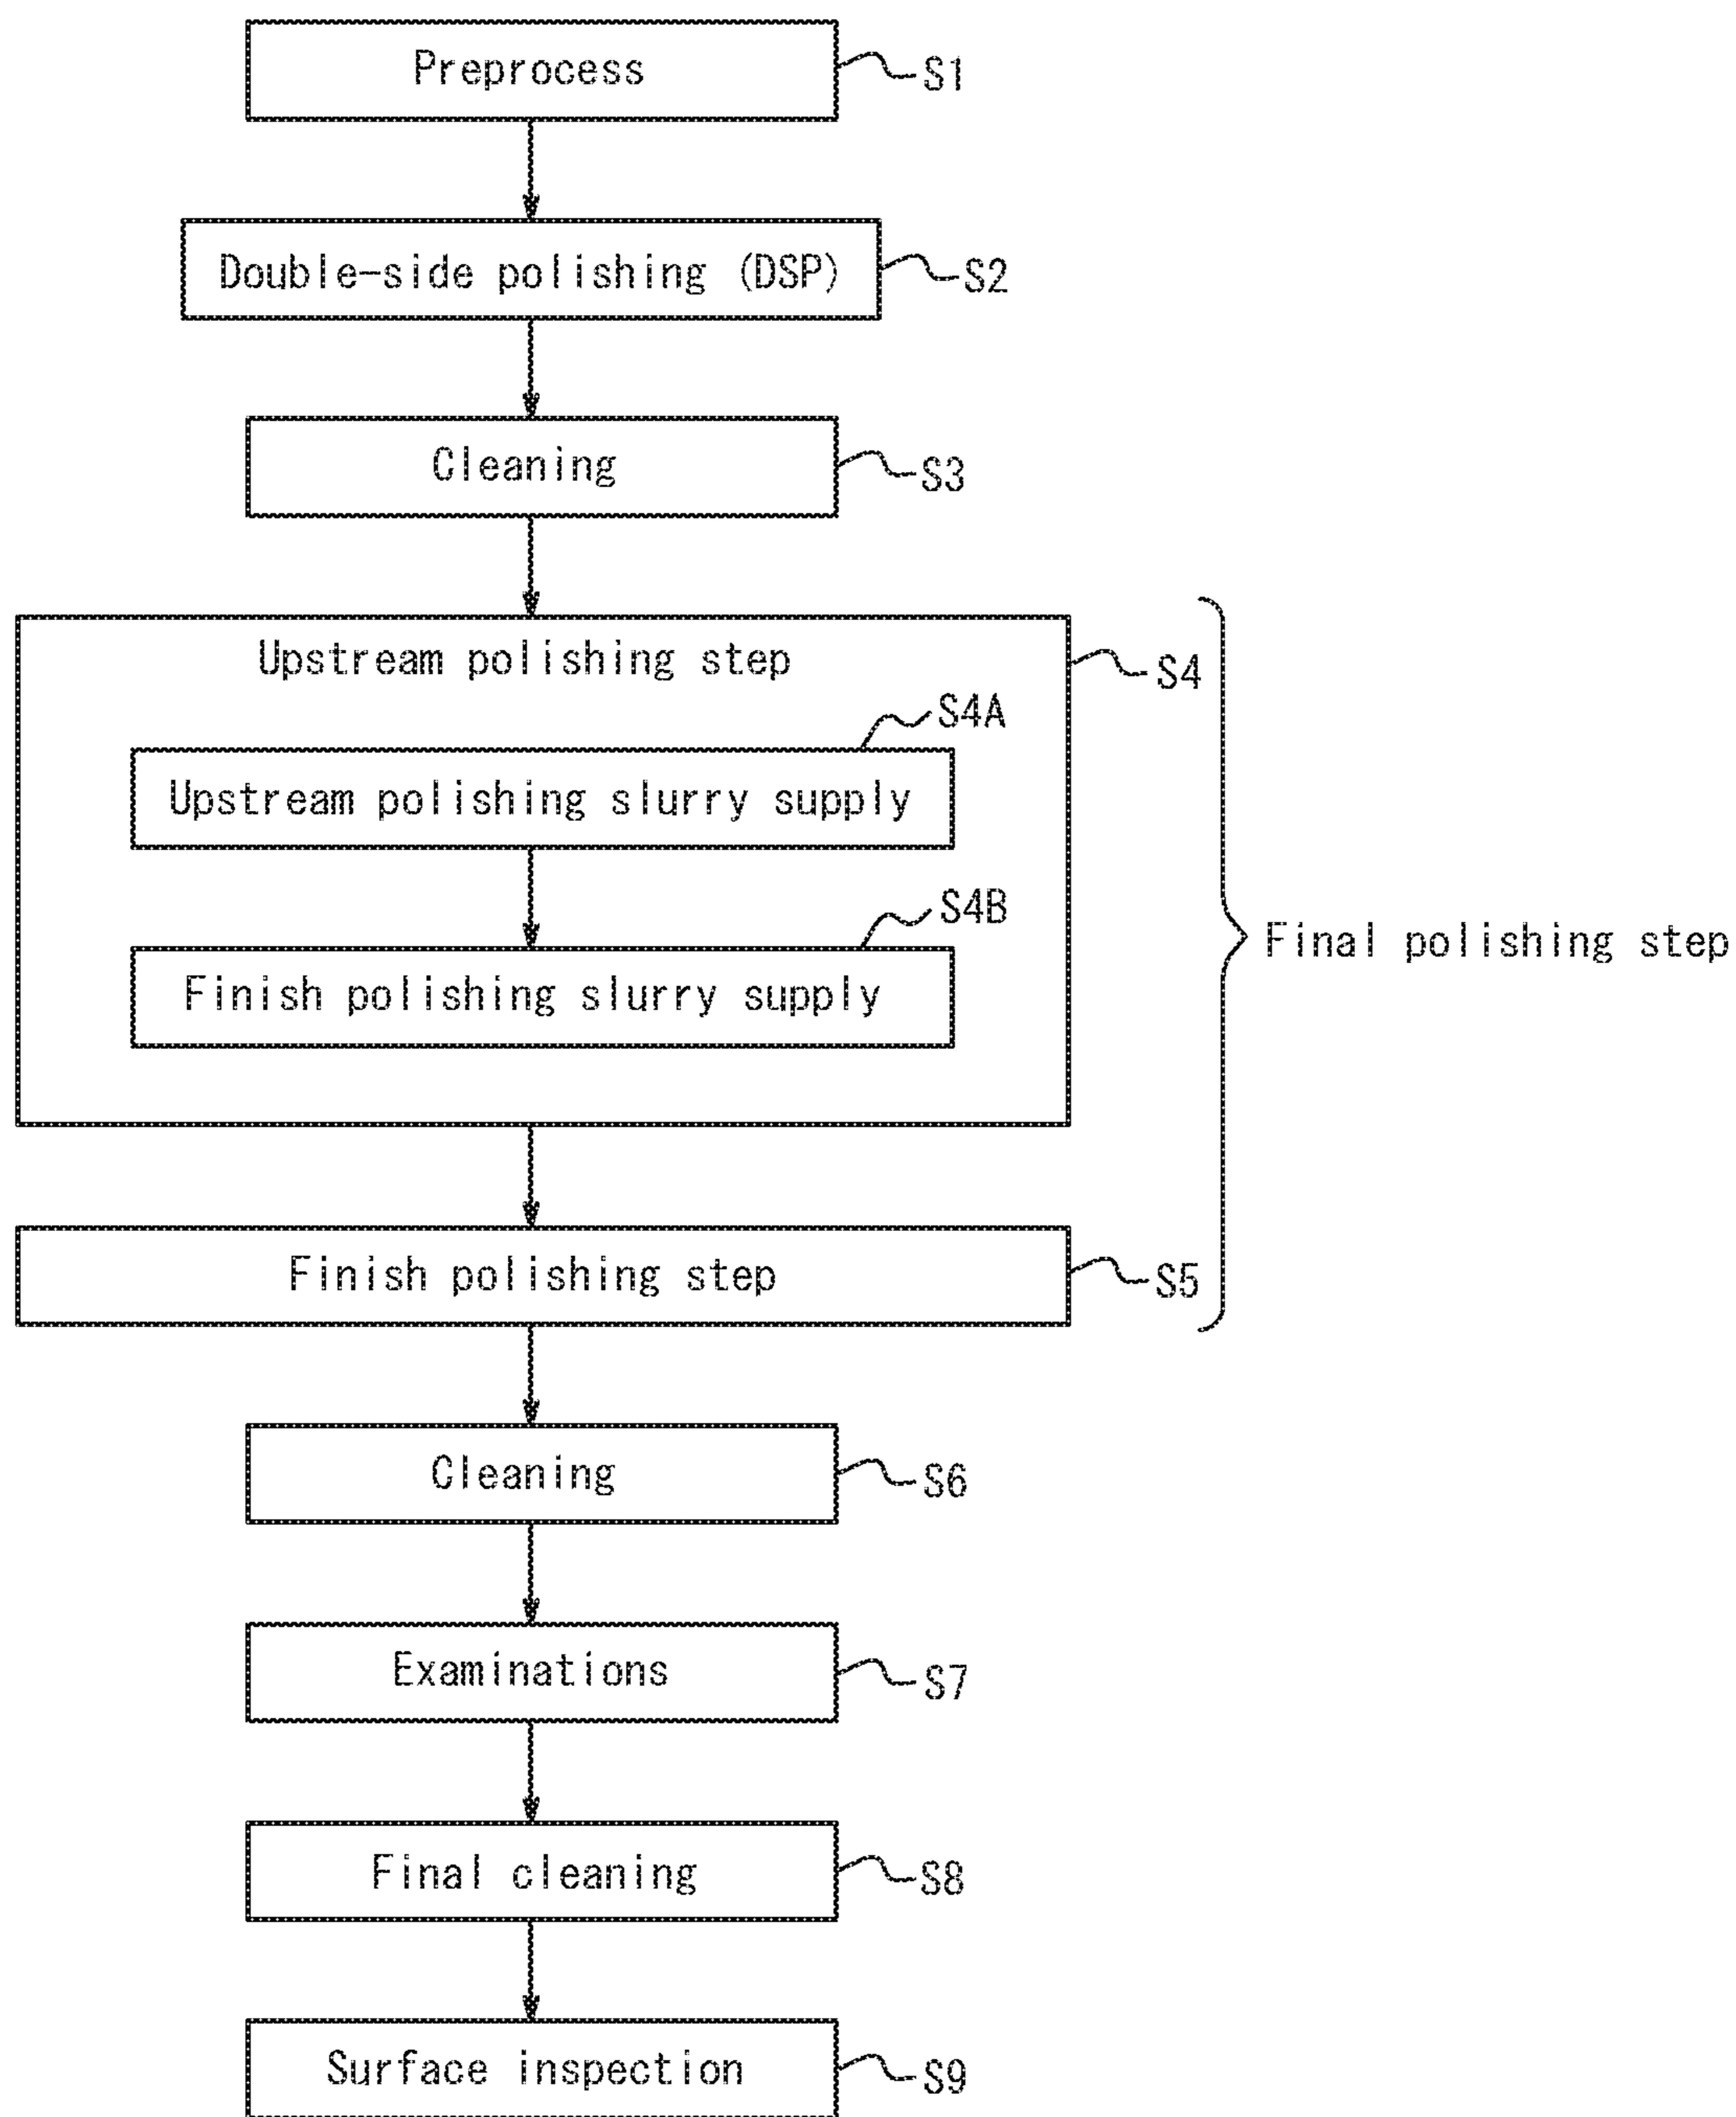 Preprocess
S1
Double-side polishing (DSP)
S2
Cleaning
S3
Upstream polishing step
S4
S4A
Upstream polishing slurry supply
S4B
Finish polishing slurry supply
Final polishing step
Finish polishing step
S5
Cleaning
S6
Examinations
S7
Final cleaning
S8
Surface inspection
S9